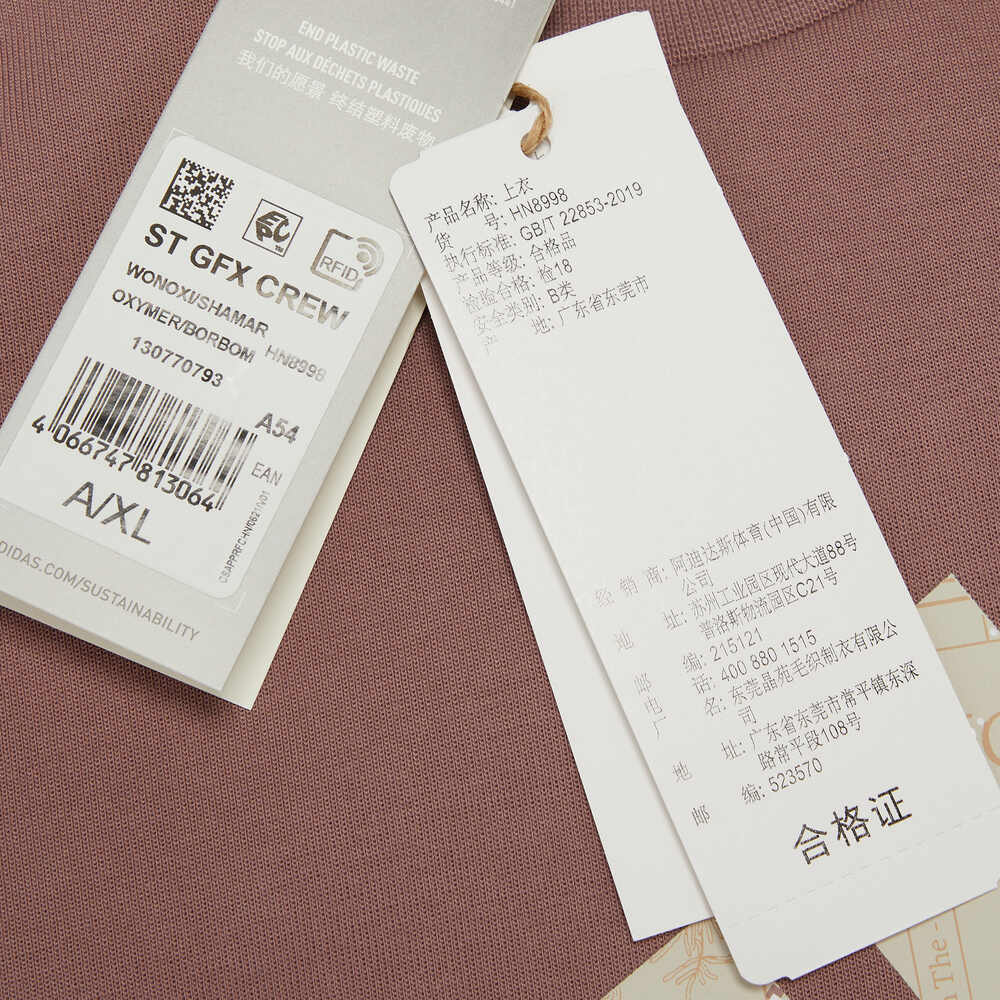 END PLASTIC WASTE
STOP AUX DÉCHETS PLASTIQUES
我们的愿景 终结塑料废物
EPC
TM
RFID
ST GFX CREW
WONOXI/SHAMAR
OXYMER/BORBOM HN8998
130770793
A54
4 066747 813064
EAN
A/XL
DIDAS.COM/SUSTAINABILITY
产品名称: 上衣
货 号: HN8998
执行标准: GB/T 22853-2019
产品等级: 合格品
检验合格: 检18
安全类别: B类
产 地: 广东省东莞市
经 销 商: 阿迪达斯体育(中国)有限
公司
地 址: 苏州工业园区现代大道88号
普洛斯物流园区C21号
邮 编: 215121
电 话: 400 880 1515
厂 名: 东莞晶苑毛织制衣有限公
司
地 址: 广东省东莞市常平镇东深
路常平段108号
邮 编: 523570
合格证
The